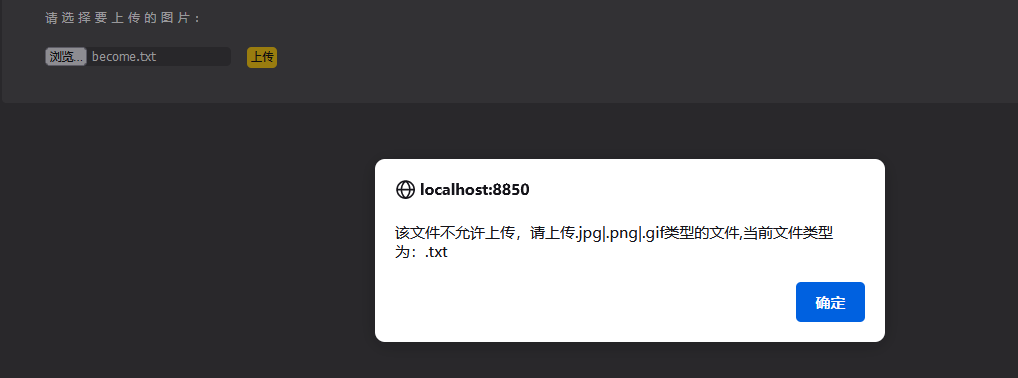 请选择要上传的图片：
浏览... become.txt 上传
localhost:8850
该文件不允许上传，请上传.jpg|.png|.gif类型的文件,当前文件类型
为：.txt
确定